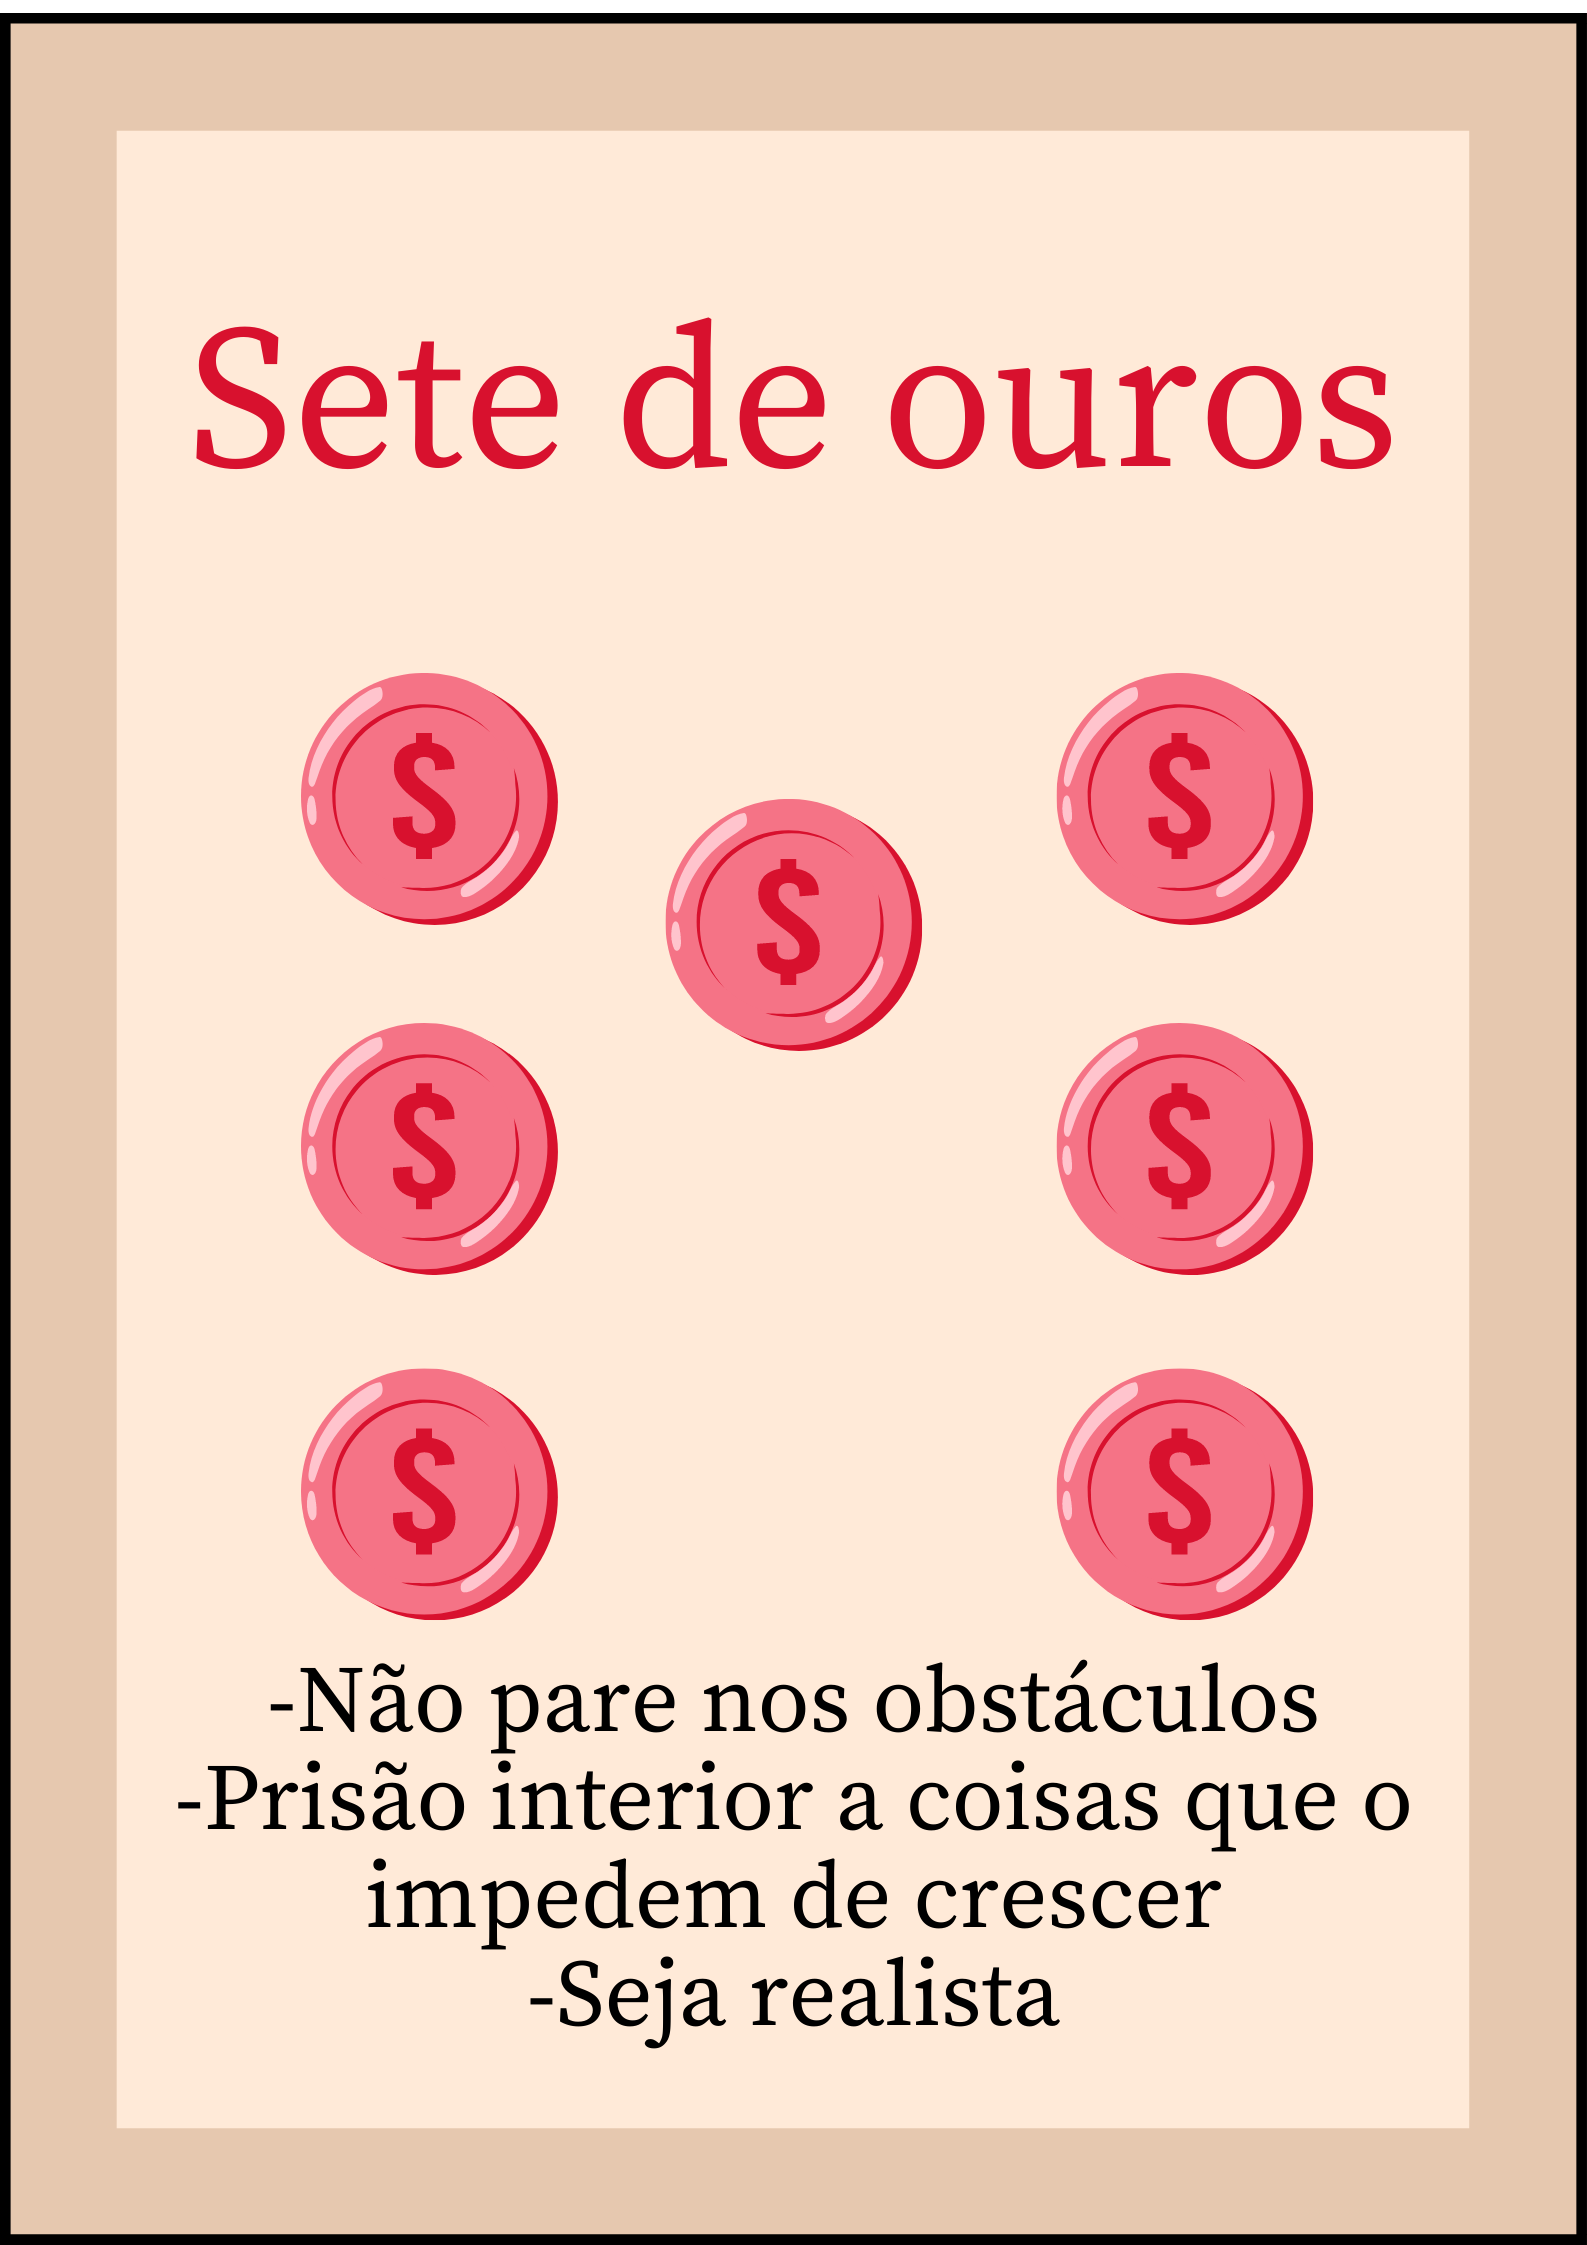 Sete de ouros
$
$
$
$
$
$
$
-Não pare nos obstáculos
-Prisão interior a coisas que o
impedem de crescer
-Seja realista